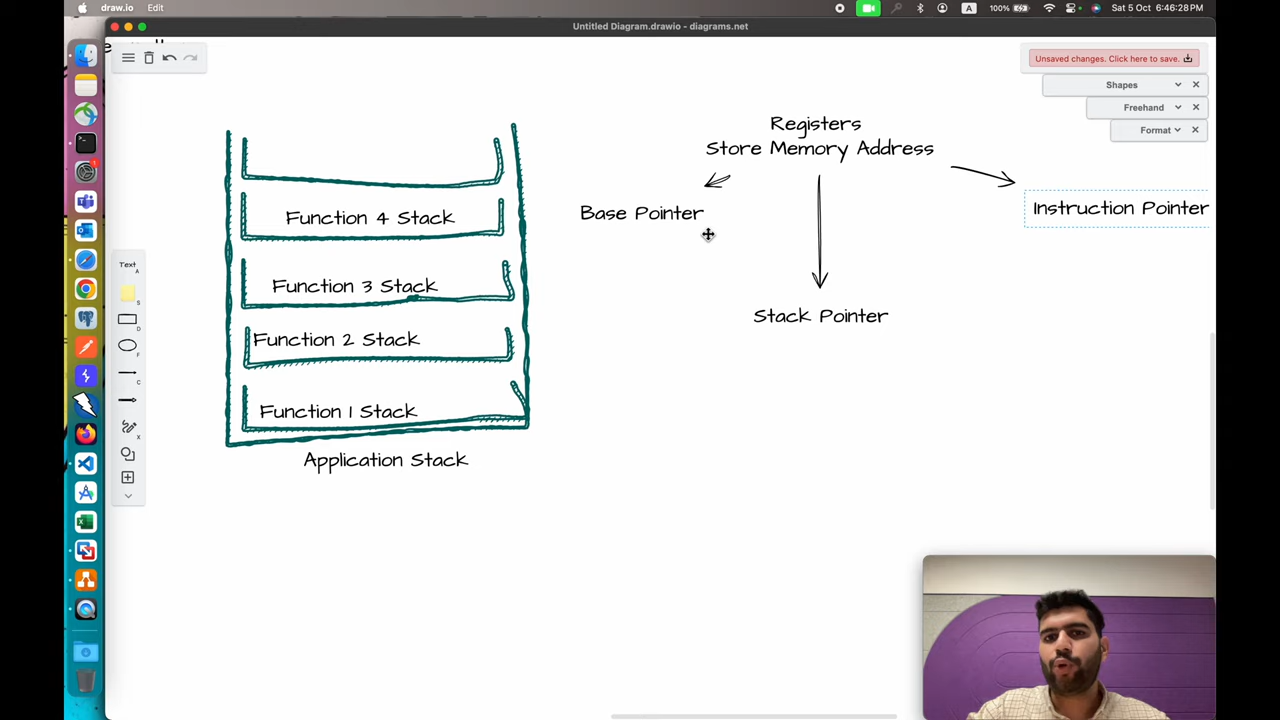 draw.io Edit
A 100% Sat 5 Oct 6:46:28 PM
Untitled Diagram.drawio - diagrams.net
Unsaved changes. Click here to save.
Shapes
Freehand
Format
Registers
Store Memory Address
Base Pointer
Instruction Pointer
Stack Pointer
Function 4 Stack
Function 3 Stack
Function 2 Stack
Function 1 Stack
Application Stack
Text
A
S
D
F
C
X